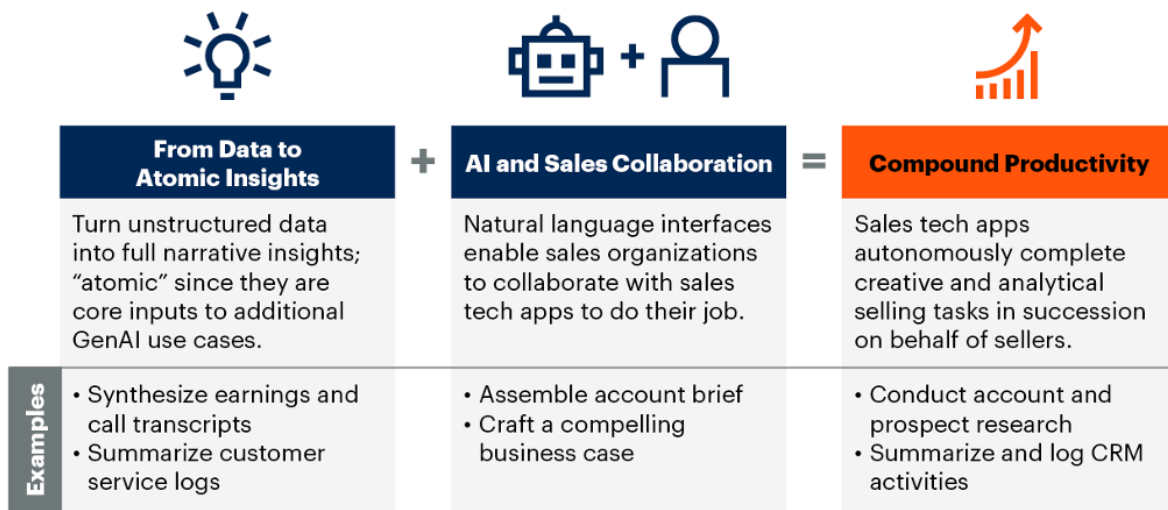 From Data to
Atomic Insights
+
AI and Sales Collaboration
=
Compound Productivity
Turn unstructured data
into full narrative insights;
“atomic” since they are
core inputs to additional
GenAI use cases.
Natural language interfaces
enable sales organizations
to collaborate with sales
tech apps to do their job.
Sales tech apps
autonomously complete
creative and analytical
selling tasks in succession
on behalf of sellers.
Examples
• Synthesize earnings and
call transcripts
• Summarize customer
service logs
• Assemble account brief
• Craft a compelling
business case
• Conduct account and
prospect research
• Summarize and log CRM
activities